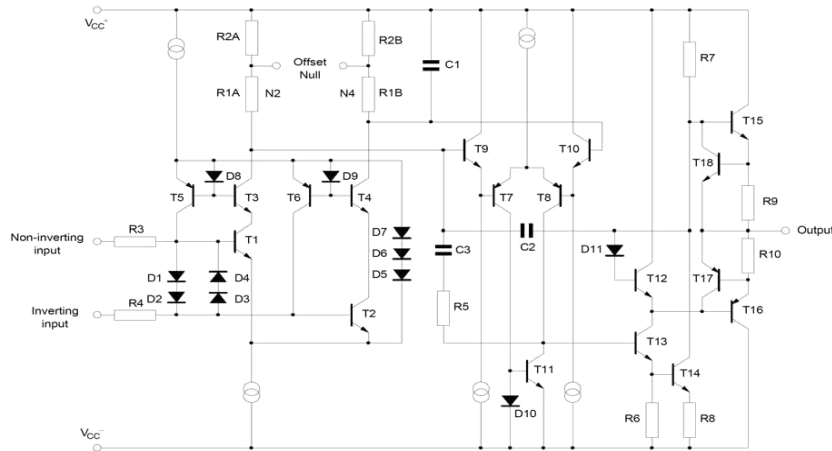 VCC+
R2A
R2B
Offset
Null
C1
R7
R1A
N2
N4
R1B
T15
T9
T10
T18
D8
D9
T5
T3
T6
T4
T7
T8
R9
D7
Non-inverting
input
R3
T1
D6
C3
C2
D11
Output
D5
T12
R10
D1
D4
T17
Inverting
input
R4
D2
D3
T2
R5
T16
T13
T11
T14
D10
R6
R8
VCC−